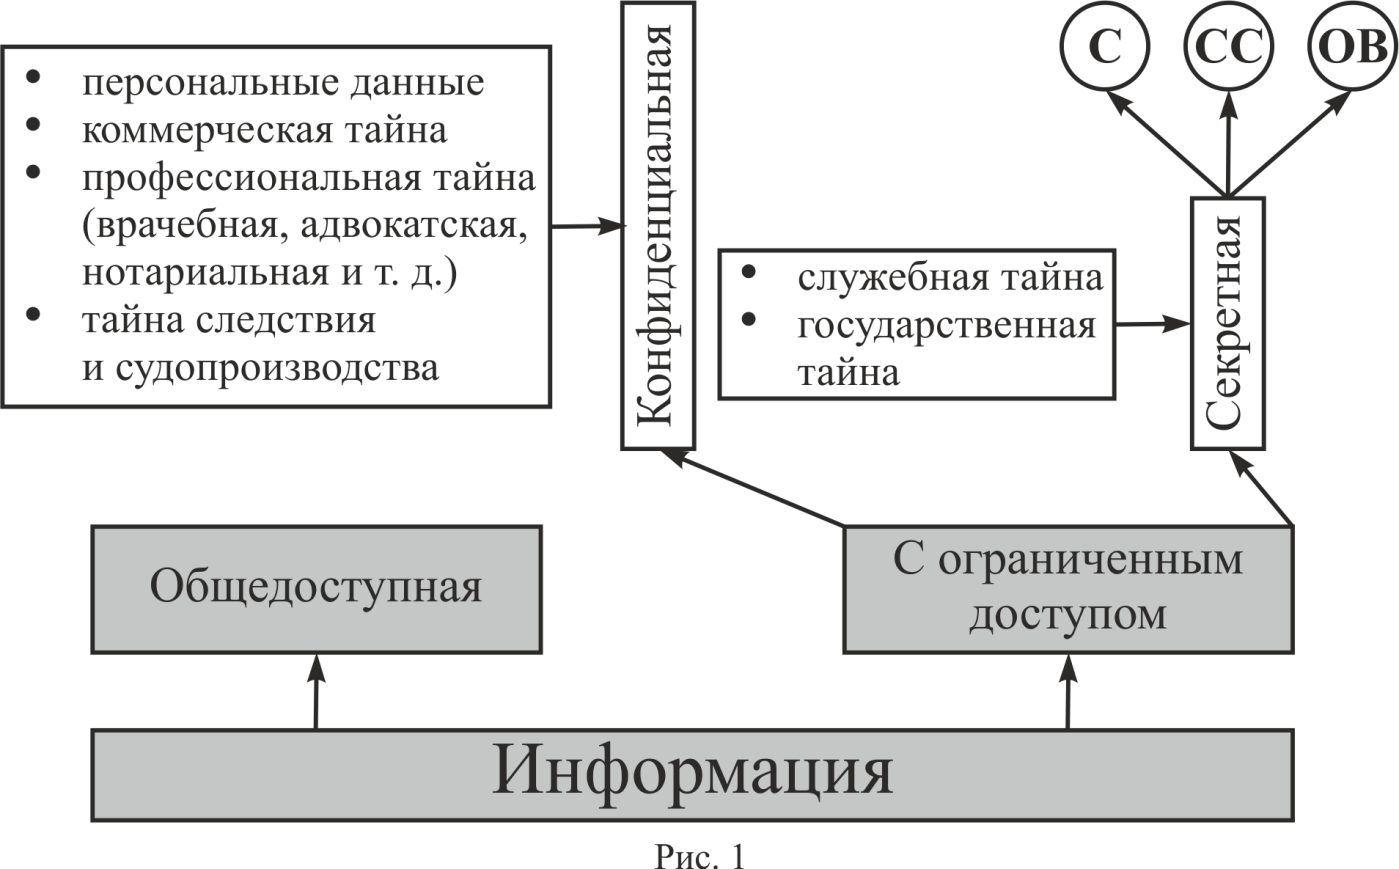 С
СС
ОВ
• персональные данные
• коммерческая тайна
• профессиональная тайна
(врачебная, адвокатская,
нотариальная и т. д.)
• тайна следствия
и судопроизводства
Конфиденциальная
• служебная тайна
• государственная
тайна
Секретная
Общедоступная
С ограниченным
доступом
Информация
Рис. 1